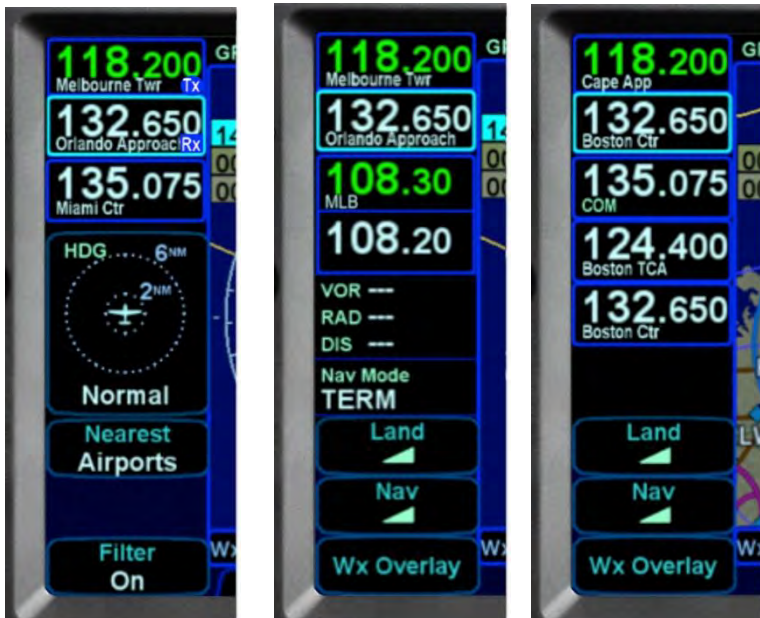 118.200
Melbourne Twr Tx
132.650
Orlando Approac Rx
135.075
Miami Ctr
HDG 6NM
2NM
Normal
Nearest
Airports
Filter
On
118.200
Melbourne Twr
132.650
Orlando Approach
108.30
MLB
108.20
VOR ---
RAD ---
DIS ---
Nav Mode
TERM
Land
Nav
Wx Overlay
118.200
Cape App
132.650
Boston Ctr
135.075
COM
124.400
Boston TCA
132.650
Boston Ctr
Land
Nav
Wx Overlay